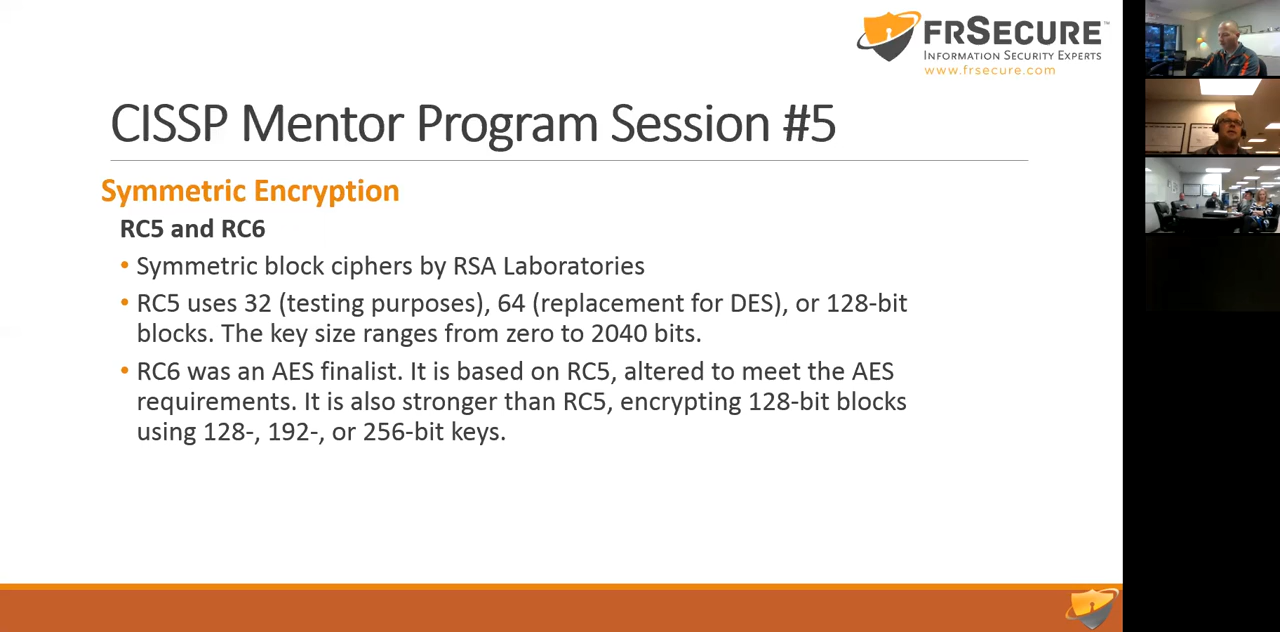 FRSECURE™
INFORMATION SECURITY EXPERTS
www.frsecure.com
CISSP Mentor Program Session #5
Symmetric Encryption
RC5 and RC6
• Symmetric block ciphers by RSA Laboratories
• RC5 uses 32 (testing purposes), 64 (replacement for DES), or 128-bit
blocks. The key size ranges from zero to 2040 bits.
• RC6 was an AES finalist. It is based on RC5, altered to meet the AES
requirements. It is also stronger than RC5, encrypting 128-bit blocks
using 128-, 192-, or 256-bit keys.